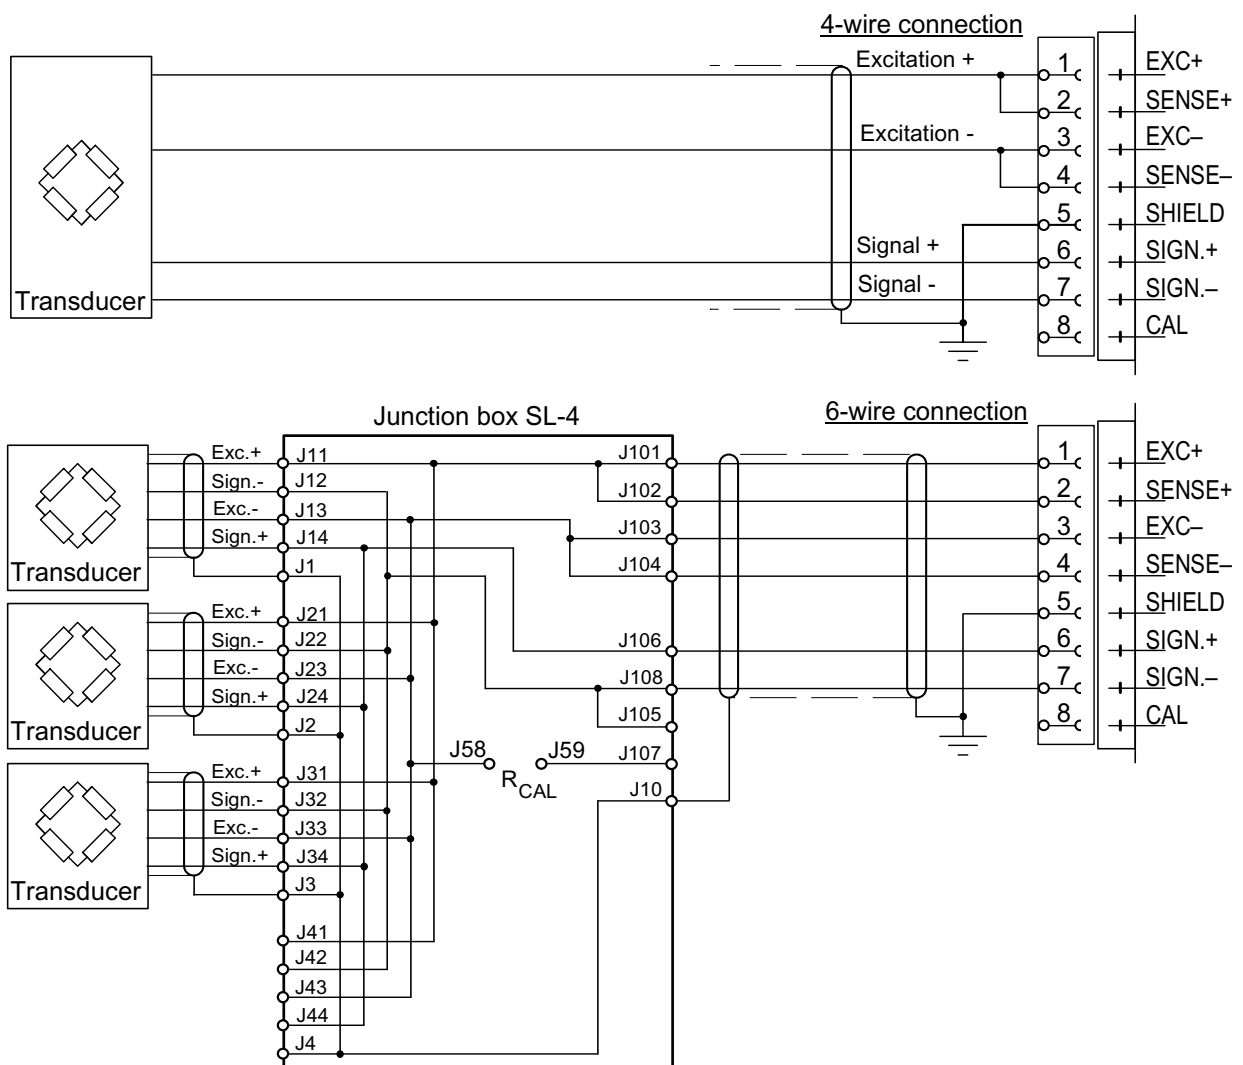 4-wire connection
Excitation +
1
EXC+
2
SENSE+
Excitation -
3
EXC–
4
SENSE–
5
SHIELD
Signal +
6
SIGN.+
Signal -
7
SIGN.–
8
CAL
Transducer
Junction box SL-4
6-wire connection
Exc.+
J11
J101
1
EXC+
Sign.-
J12
J102
2
SENSE+
Exc.-
J13
J103
3
EXC–
Sign.+
J14
J104
4
SENSE–
Transducer
J1
5
SHIELD
Exc.+
J21
Sign.-
J22
J106
6
SIGN.+
Exc.-
J23
J108
7
SIGN.–
Sign.+
J24
J105
8
CAL
Transducer
J2
J58
J59
J107
RCAL
Exc.+
J31
J10
Sign.-
J32
Exc.-
J33
Sign.+
J34
Transducer
J3
J41
J42
J43
J44
J4